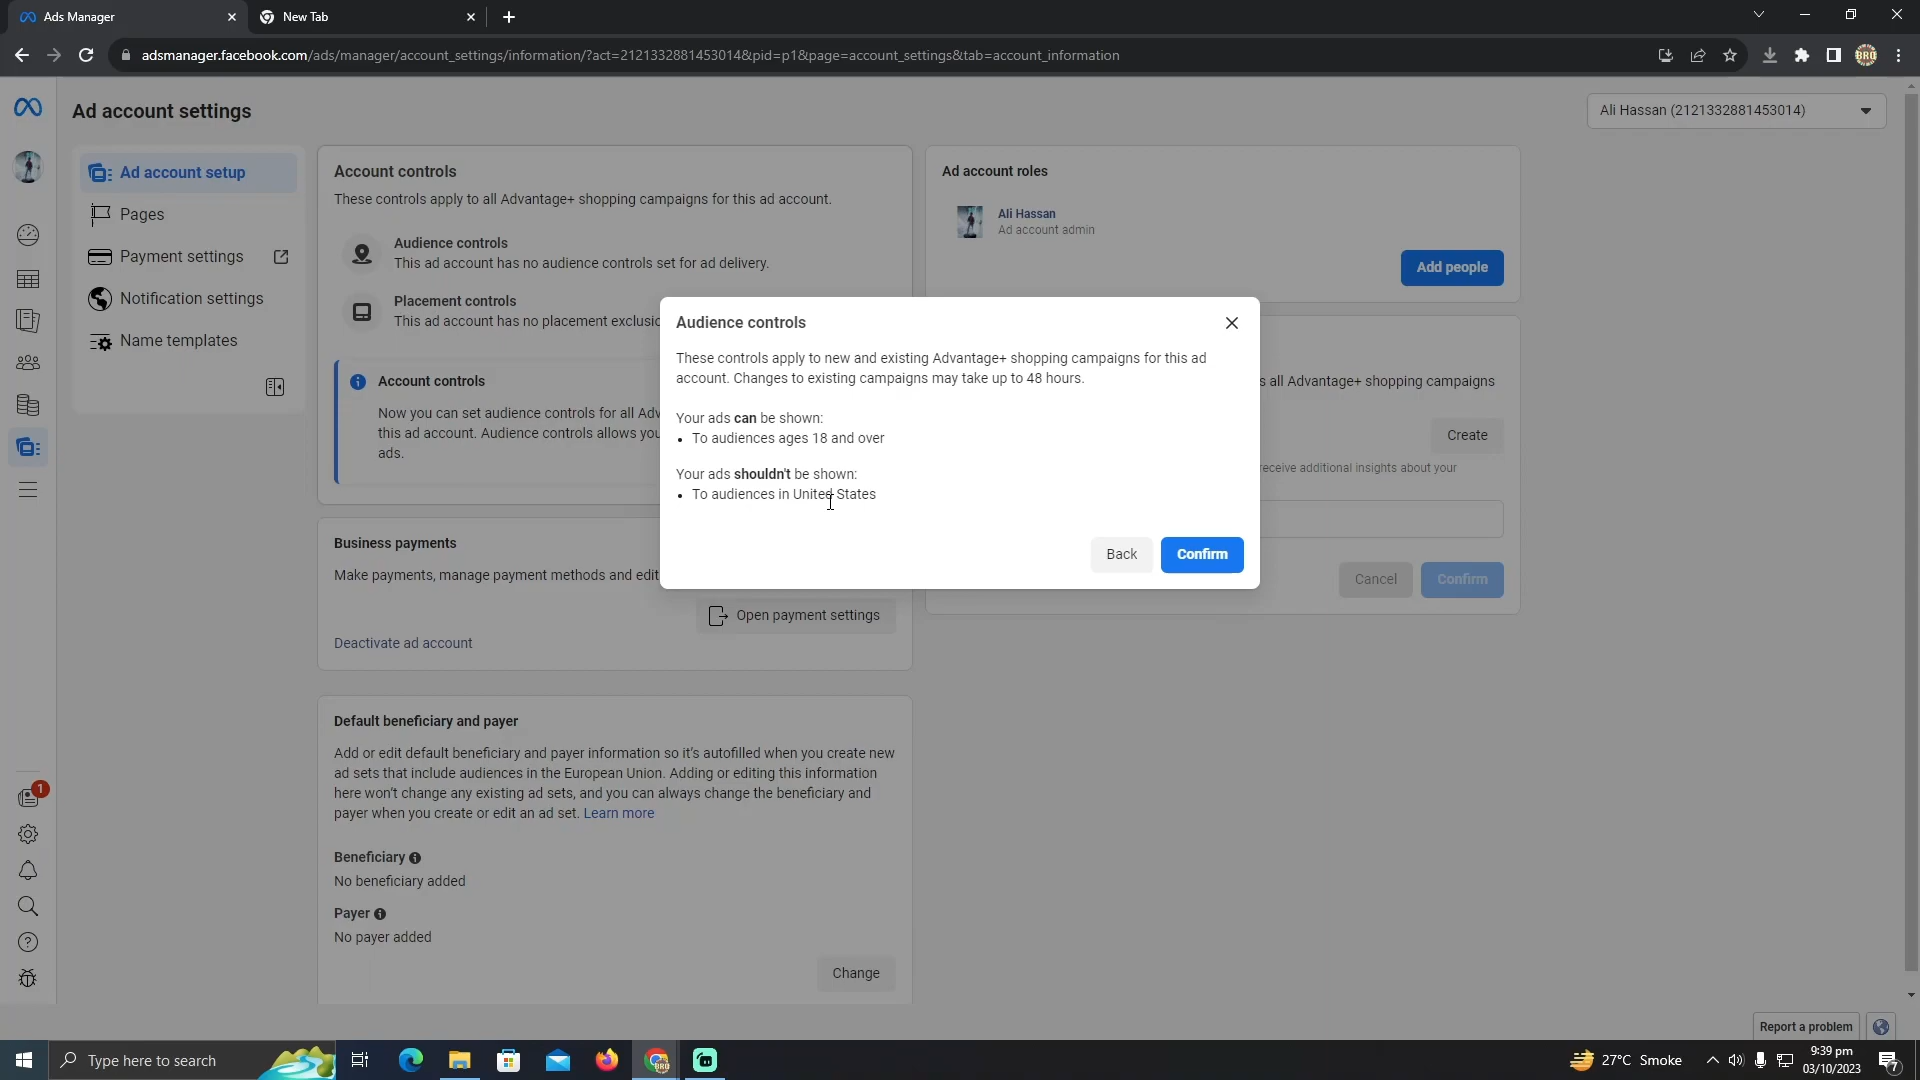 Ads Manager
New Tab
adsmanager.facebook.com/ads/manager/account_settings/information/?act=2121332881453014&pid=p1&page=account_settings&tab=account_information
BRO
Ad account settings
Ali Hassan (2121332881453014)
Ad account setup
Pages
Payment settings
Notification settings
Name templates
Account controls
These controls apply to all Advantage+ shopping campaigns for this ad account.
Audience controls
This ad account has no audience controls set for ad delivery.
Placement controls
This ad account has no placement exclusio
Account controls
Now you can set audience controls for all Adv
this ad account. Audience controls allows you
ads.
Ad account roles
Ali Hassan
Ad account admin
Add people
s all Advantage+ shopping campaigns
Create
receive additional insights about your
Cancel
Confirm
Audience controls
These controls apply to new and existing Advantage+ shopping campaigns for this ad
account. Changes to existing campaigns may take up to 48 hours.
Your ads can be shown:
• To audiences ages 18 and over
Your ads shouldn't be shown:
• To audiences in United States
Back
Confirm
Business payments
Make payments, manage payment methods and edit
Open payment settings
Deactivate ad account
Default beneficiary and payer
Add or edit default beneficiary and payer information so it's autofilled when you create new
ad sets that include audiences in the European Union. Adding or editing this information
here won't change any existing ad sets, and you can always change the beneficiary and
payer when you create or edit an ad set. Learn more
Beneficiary
No beneficiary added
Payer
No payer added
Change
1
Report a problem
Type here to search
27°C Smoke
9:39 pm
03/10/2023
7